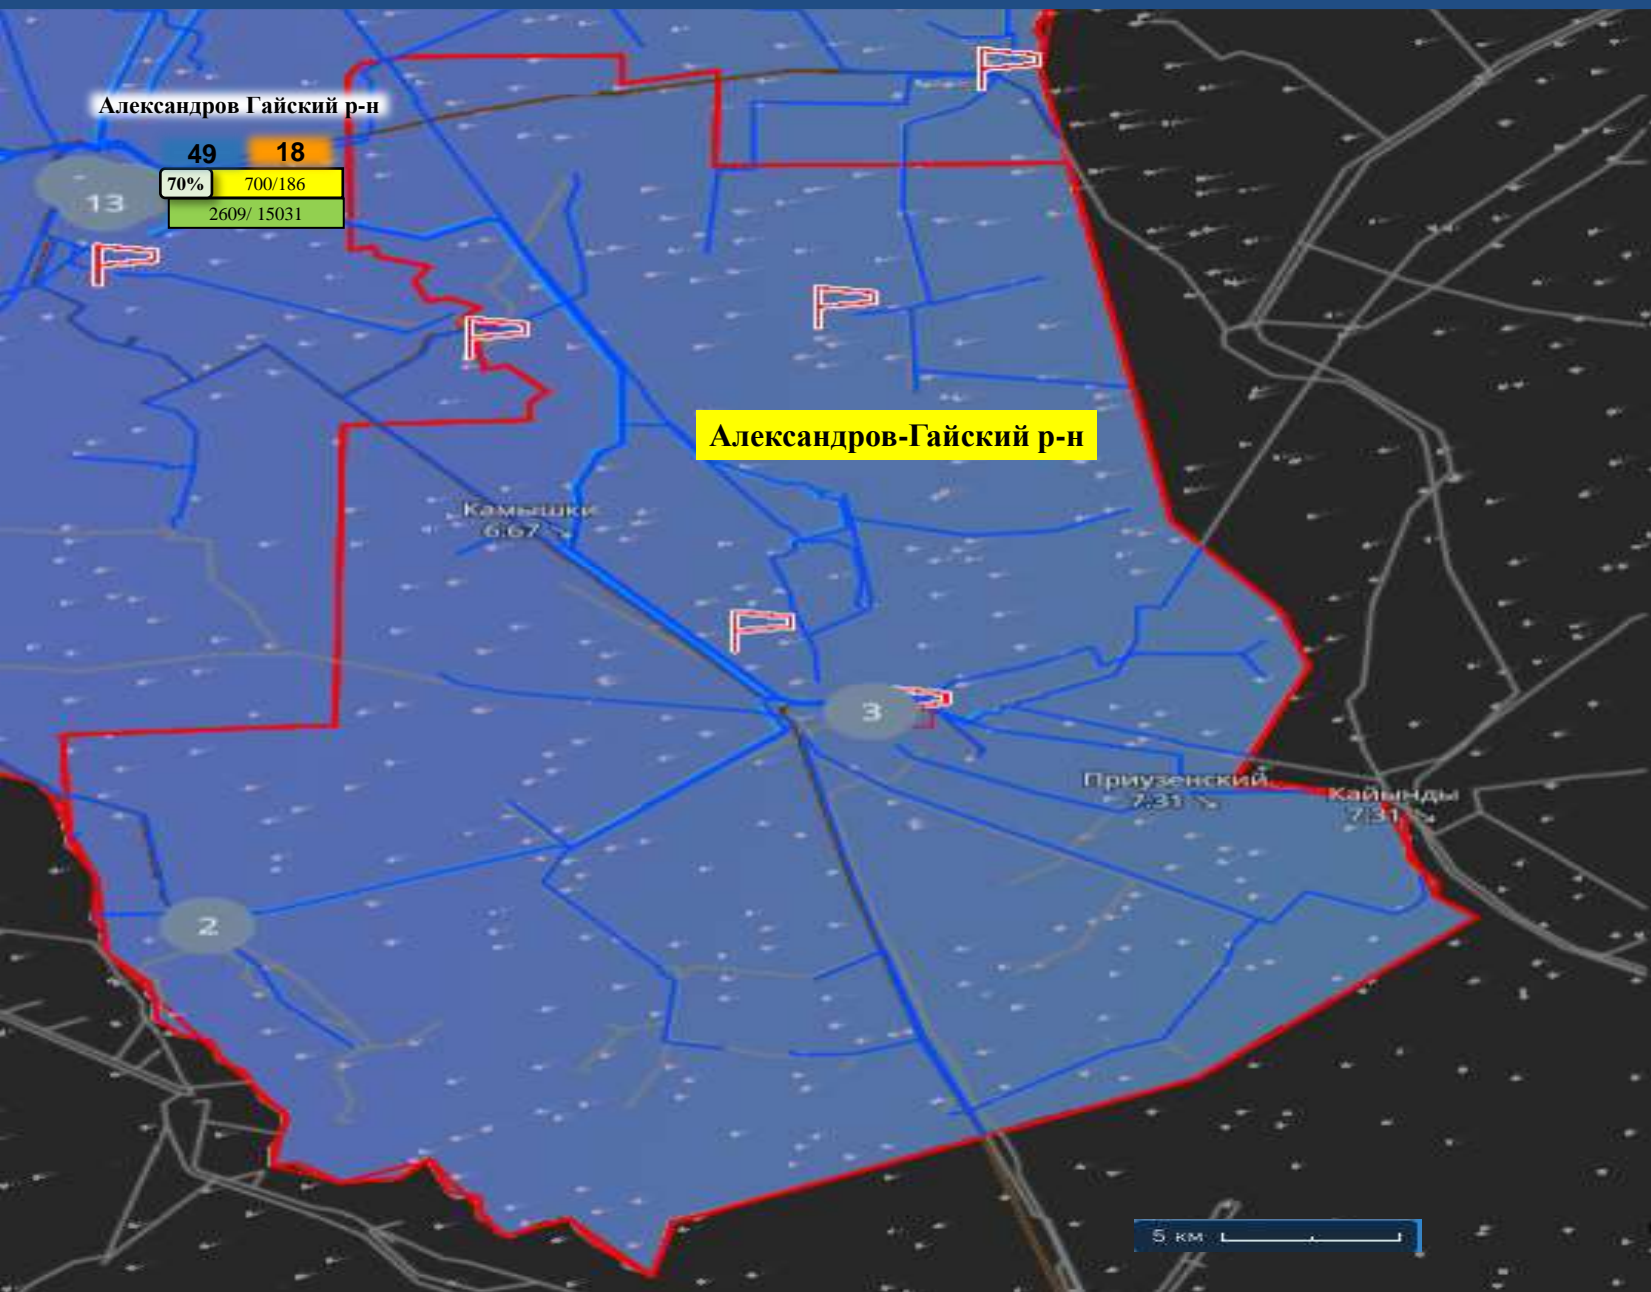 Александров Гайский р-н
49 18
70% 700/186
13
2609/ 15031
Александров-Гайский р-н
Камышки
6.67
3
Приузенский
7.31
Кайынды
7.31
2
5 км